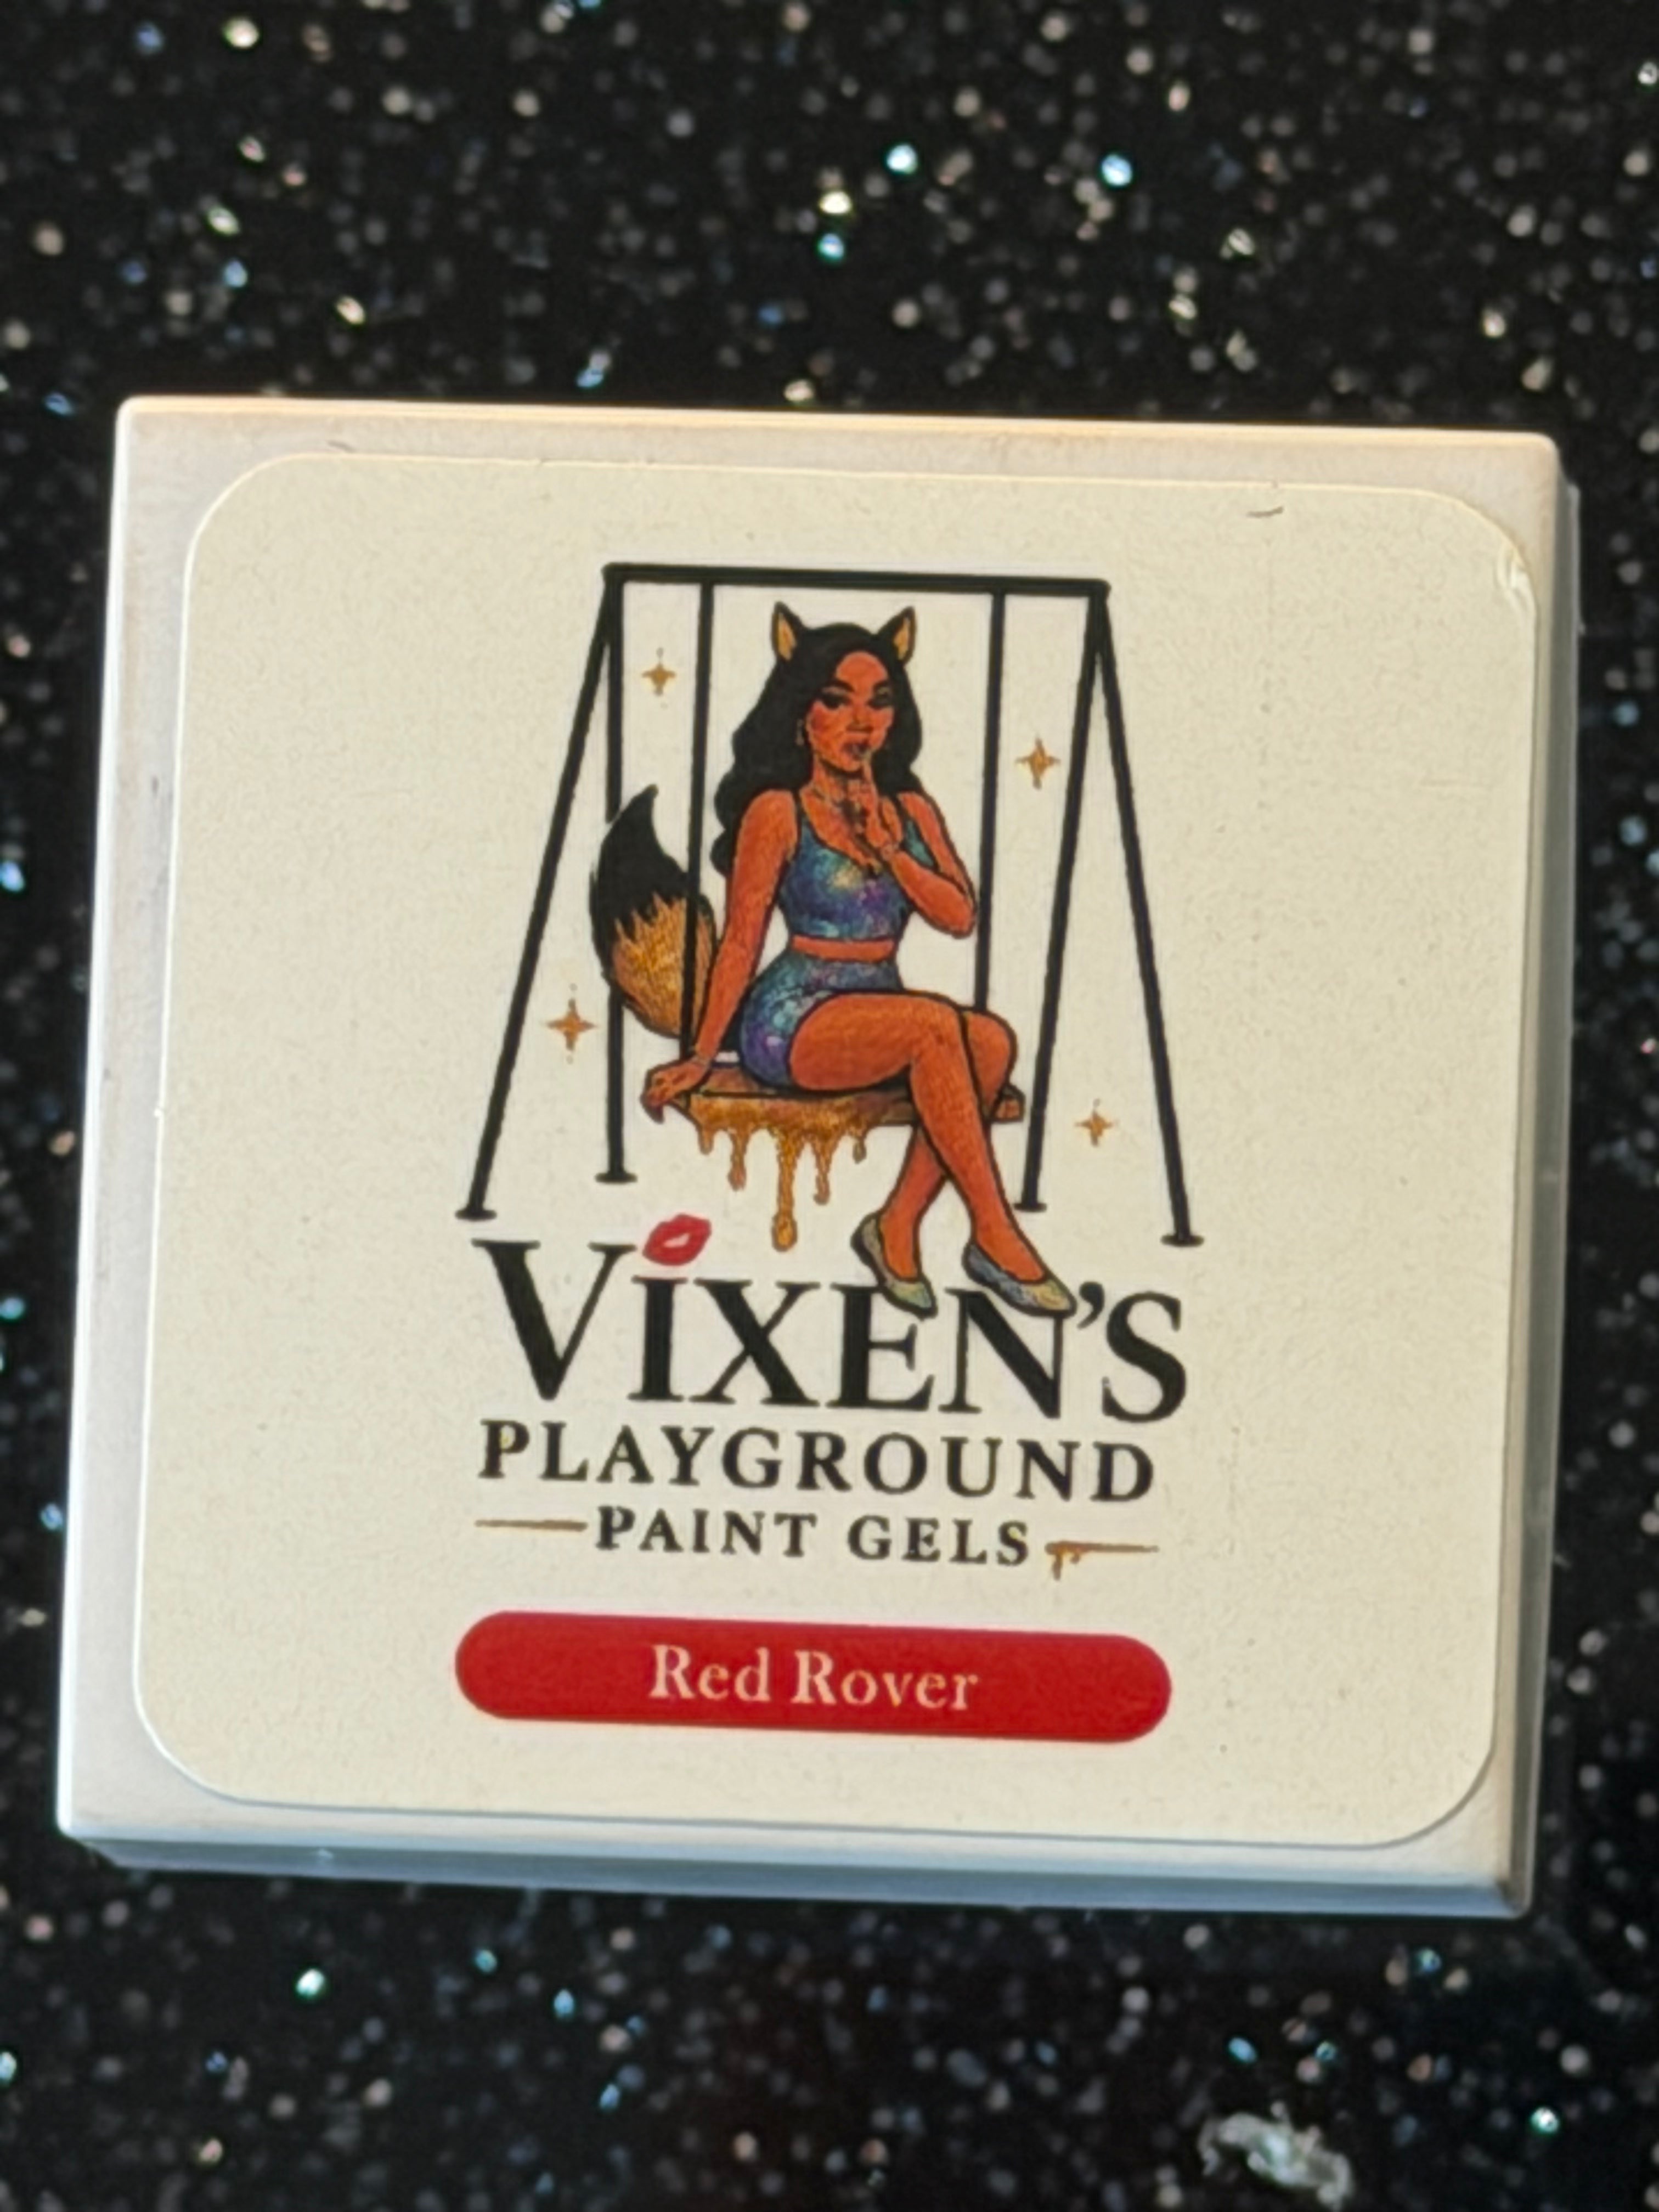 ViXEN'S
PLAYGROUND
PAINT GELS
Red Rover